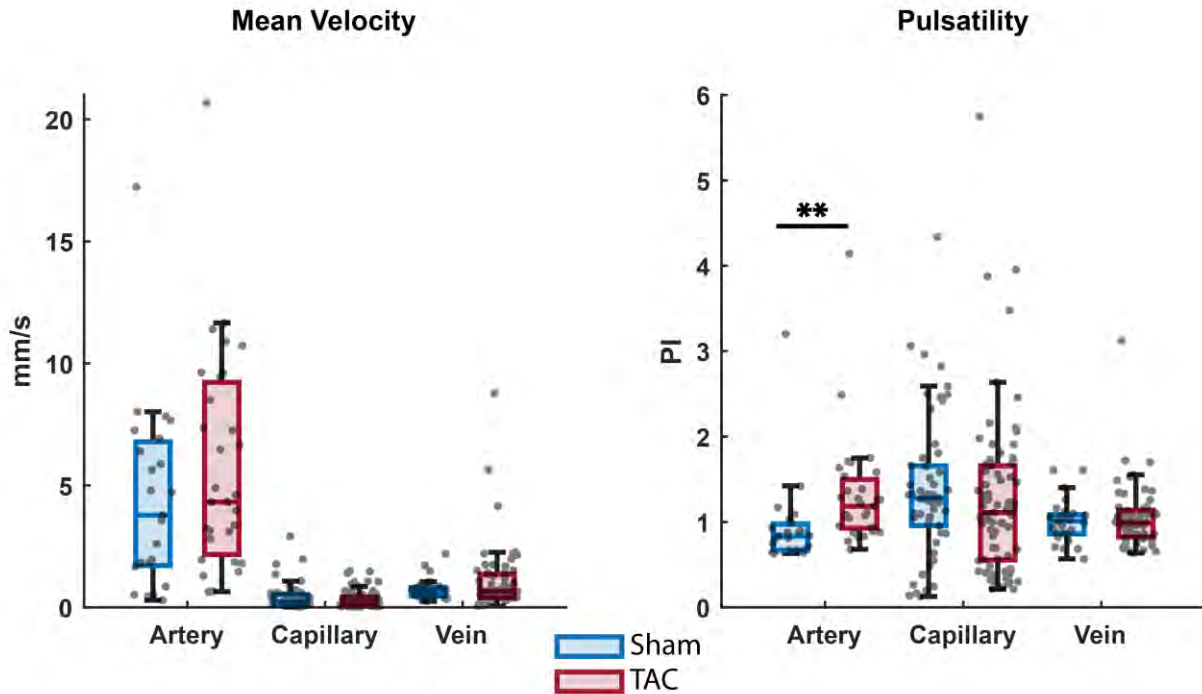 Mean Velocity
Pulsatility
20
15
10
5
0
mm/s
Artery
Capillary
Vein
6
5
4
3
2
1
0
PI
**
Artery
Capillary
Vein
Sham
TAC